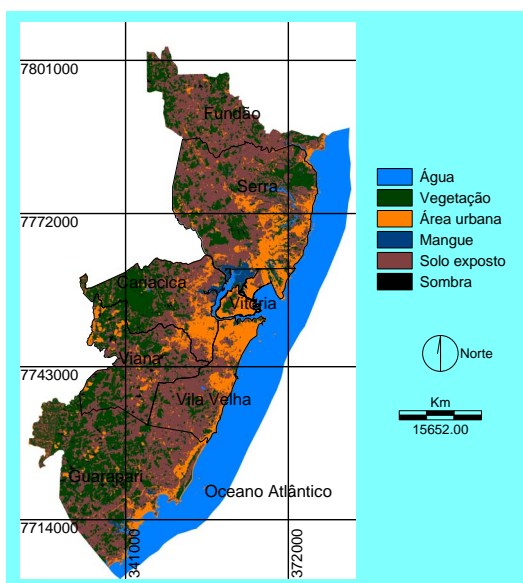 7801000
Fundão
Serra
7772000
Cariacica
Vitória
Viana
7743000
Vila Velha
Guarapari
Oceano Atlântico
7714000
341000
372000
Água
Vegetação
Área urbana
Mangue
Solo exposto
Sombra
Norte
Km
15652.00